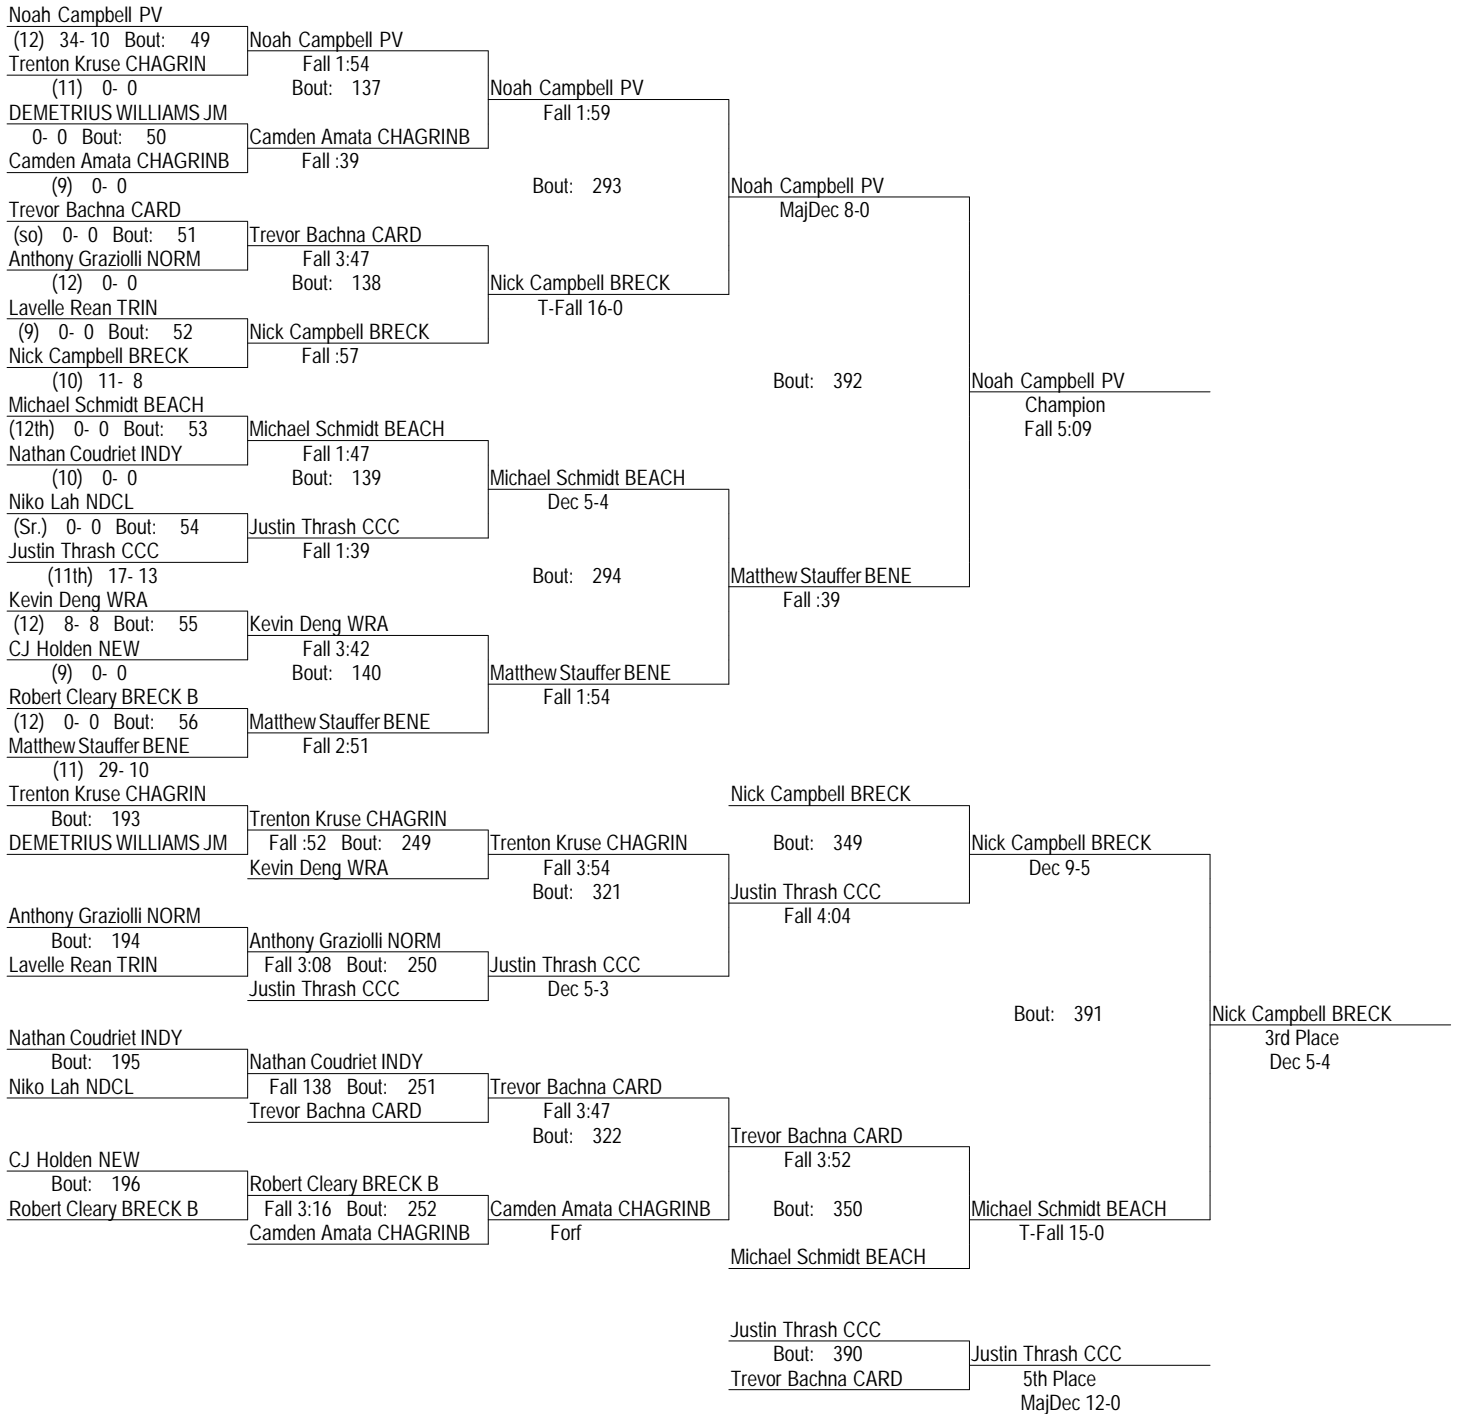 Noah Campbell PV
(12) 34- 10 Bout: 49 Noah Campbell PV
Trenton Kruse CHAGRIN Fall 1:54
(11) 0- 0 Bout: 137 Noah Campbell PV
DEMETRIUS WILLIAMS JM Fall 1:59
0- 0 Bout: 50 Camden Amata CHAGRINB
Camden Amata CHAGRINB Fall :39
(9) 0- 0 Bout: 293 Noah Campbell PV
Trevor Bachna CARD MajDec 8-0
(so) 0- 0 Bout: 51 Trevor Bachna CARD
Anthony Graziolli NORM Fall 3:47
(12) 0- 0 Bout: 138 Nick Campbell BRECK
Lavelle Rean TRIN T-Fall 16-0
(9) 0- 0 Bout: 52 Nick Campbell BRECK
Nick Campbell BRECK Fall :57
(10) 11- 8 Bout: 392 Noah Campbell PV
Michael Schmidt BEACH Champion
(12th) 0- 0 Bout: 53 Michael Schmidt BEACH Fall 5:09
Nathan Coudriet INDY Fall 1:47
(10) 0- 0 Bout: 139 Michael Schmidt BEACH
Niko Lah NDCL Dec 5-4
(Sr.) 0- 0 Bout: 54 Justin Thrash CCC
Justin Thrash CCC Fall 1:39
(11th) 17- 13 Bout: 294 Matthew Stauffer BENE
Kevin Deng WRA Fall :39
(12) 8- 8 Bout: 55 Kevin Deng WRA
CJ Holden NEW Fall 3:42
(9) 0- 0 Bout: 140 Matthew Stauffer BENE
Robert Cleary BRECK B Fall 1:54
(12) 0- 0 Bout: 56 Matthew Stauffer BENE
Matthew Stauffer BENE Fall 2:51
(11) 29- 10
Trenton Kruse CHAGRIN Nick Campbell BRECK
Bout: 193 Trenton Kruse CHAGRIN
DEMETRIUS WILLIAMS JM Fall :52 Bout: 249 Trenton Kruse CHAGRIN Bout: 349 Nick Campbell BRECK
Kevin Deng WRA Fall 3:54 Dec 9-5
Bout: 321 Justin Thrash CCC
Anthony Graziolli NORM Fall 4:04
Bout: 194 Anthony Graziolli NORM
Lavelle Rean TRIN Fall 3:08 Bout: 250 Justin Thrash CCC
Justin Thrash CCC Dec 5-3
Bout: 391 Nick Campbell BRECK
Nathan Coudriet INDY 3rd Place
Bout: 195 Nathan Coudriet INDY Dec 5-4
Niko Lah NDCL Fall 138 Bout: 251 Trevor Bachna CARD
Trevor Bachna CARD Fall 3:47
Bout: 322 Trevor Bachna CARD
CJ Holden NEW Fall 3:52
Bout: 196 Robert Cleary BRECK B
Robert Cleary BRECK B Fall 3:16 Bout: 252 Camden Amata CHAGRINB Bout: 350 Michael Schmidt BEACH
Camden Amata CHAGRINB Forf T-Fall 15-0
Michael Schmidt BEACH
Justin Thrash CCC
Bout: 390 Justin Thrash CCC
Trevor Bachna CARD 5th Place
MajDec 12-0